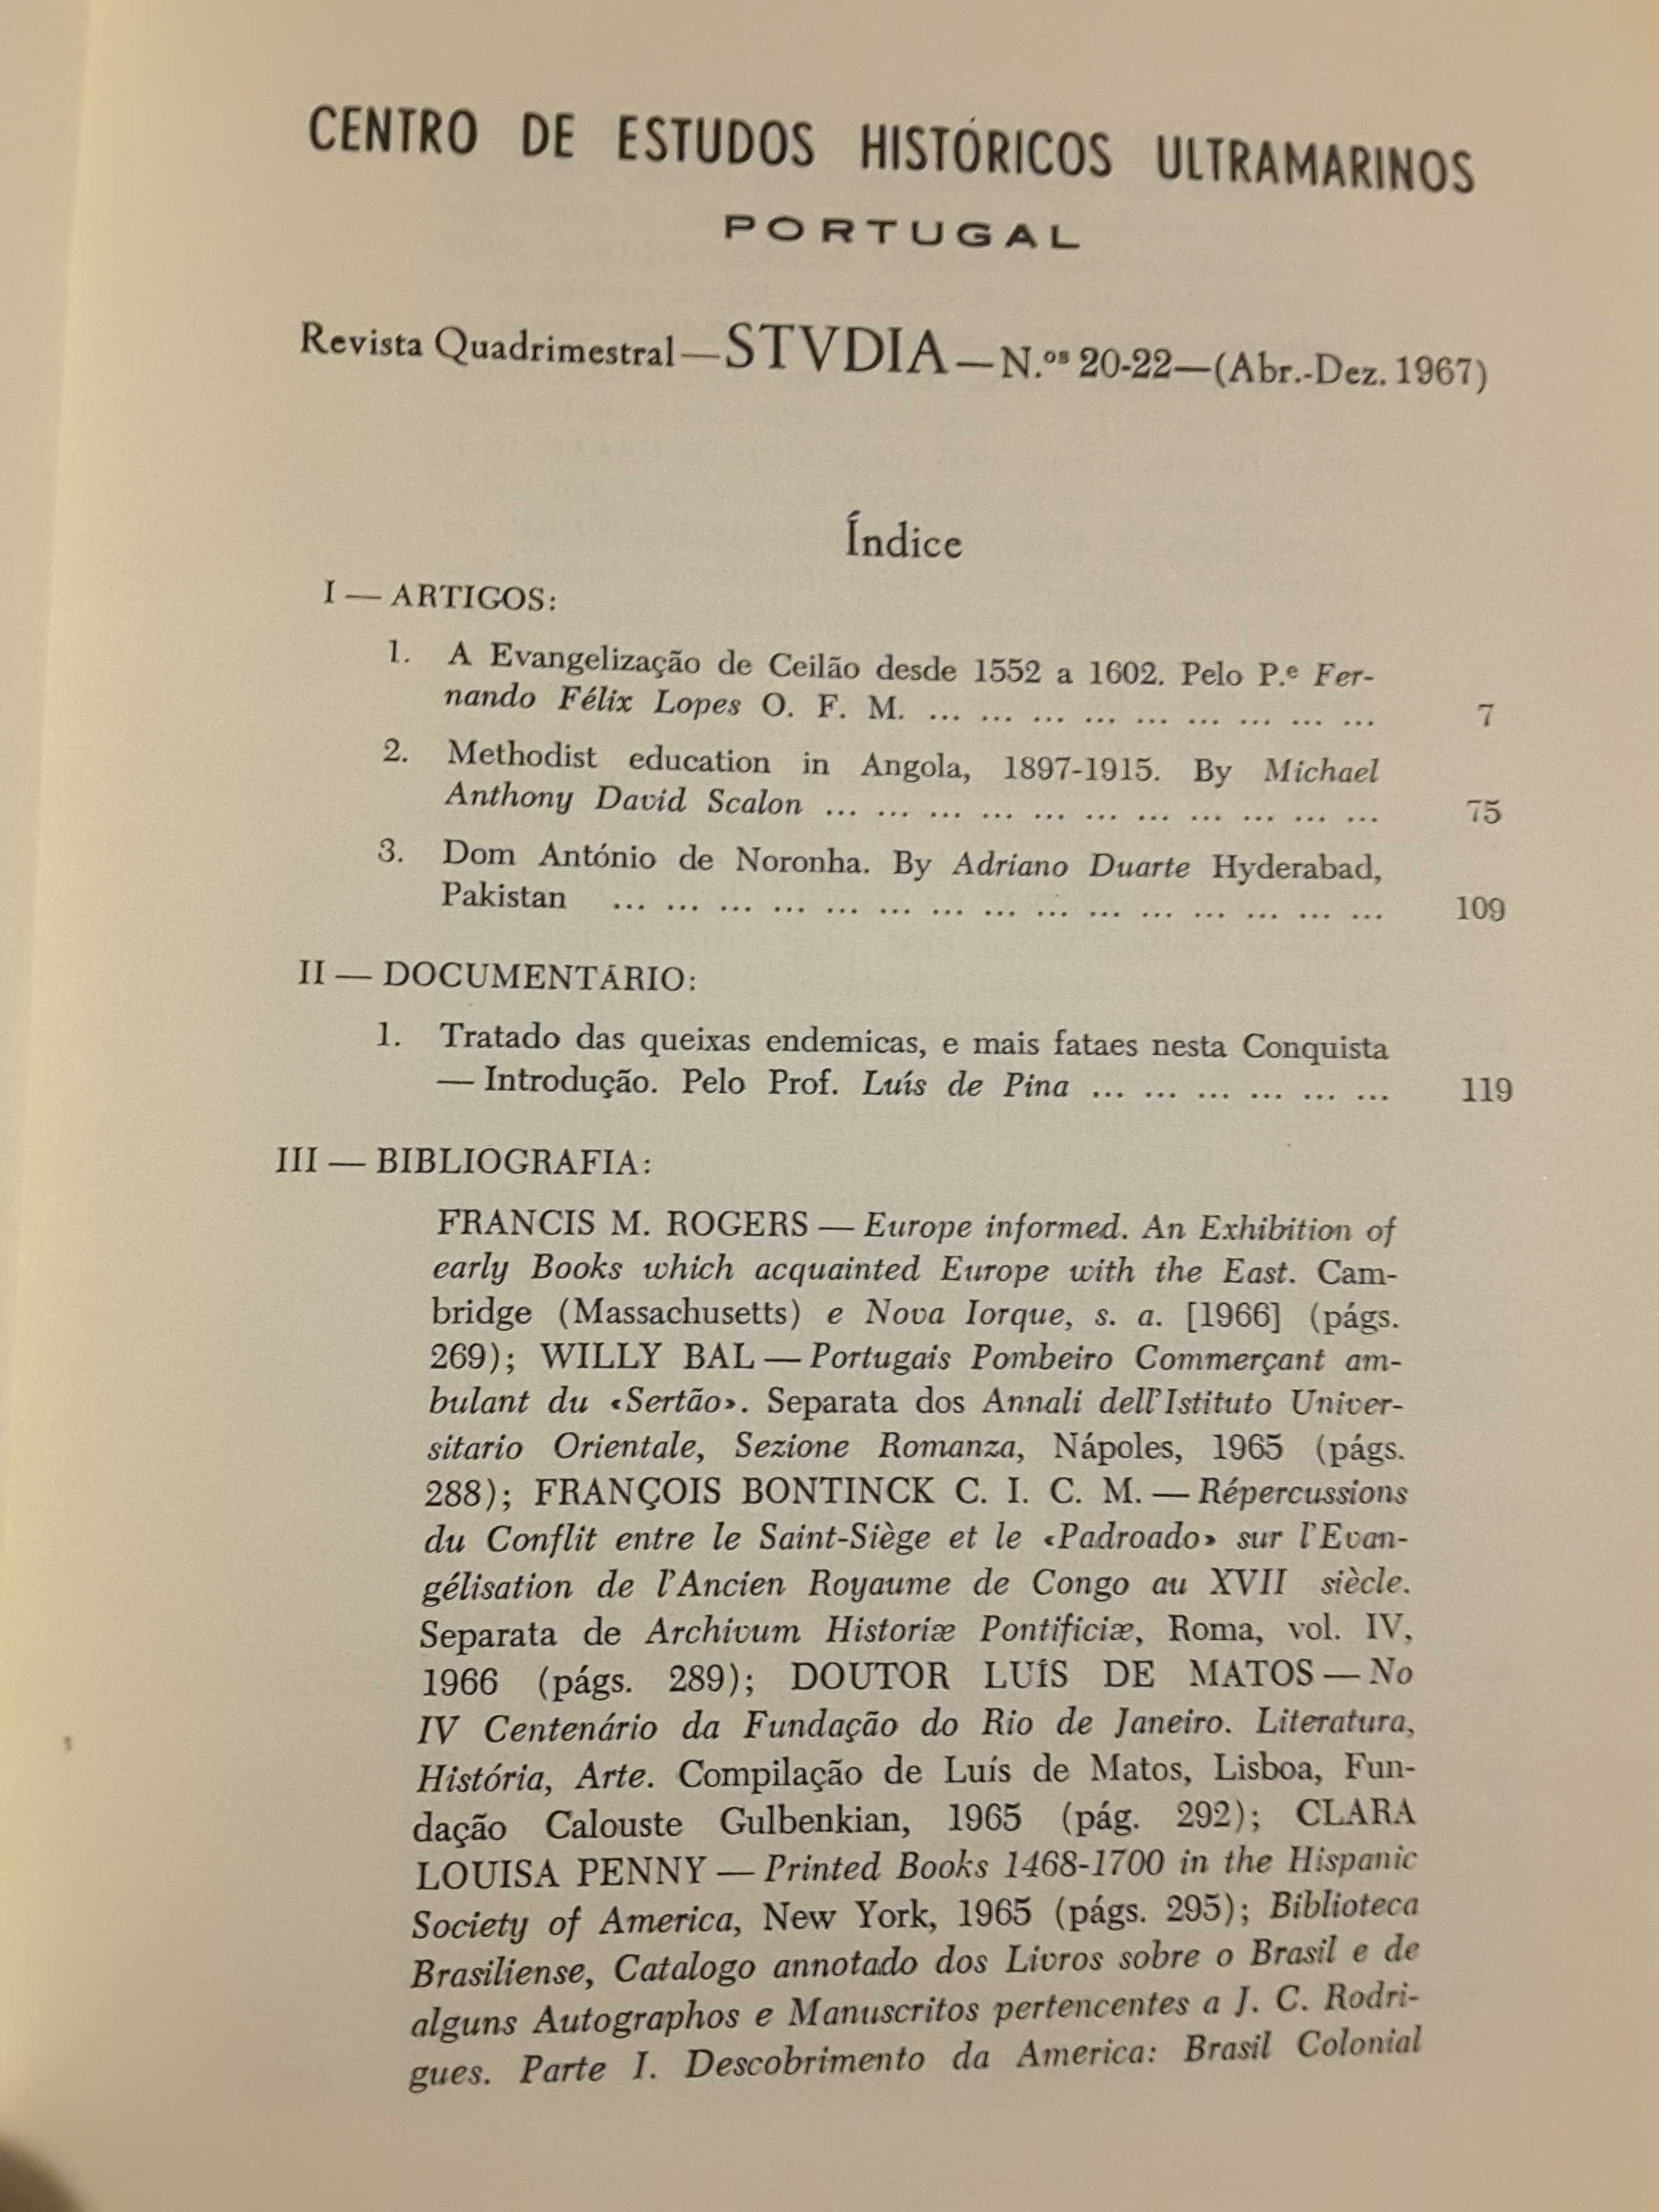 CENTRO DE ESTUDOS HISTÓRICOS ULTRAMARINOS
PORTUGAL
Revista Quadrimestral—STVDIA—N.ºˢ 20-22—(Abr.-Dez. 1967)
Índice
I — ARTIGOS:
1. A Evangelização de Ceilão desde 1552 a 1602. Pelo P.ᵉ Fer-
nando Félix Lopes O. F. M. ... ... ... ... ... ... ... ... ... 7
2. Methodist education in Angola, 1897-1915. By Michael
Anthony David Scalon ... ... ... ... ... ... ... ... ... ... ... 75
3. Dom António de Noronha. By Adriano Duarte Hyderabad,
Pakistan ... ... ... ... ... ... ... ... ... ... ... ... ... ... ... 109
II — DOCUMENTÁRIO:
1. Tratado das queixas endemicas, e mais fataes nesta Conquista
— Introdução. Pelo Prof. Luís de Pina ... ... ... ... ... ... 119
III — BIBLIOGRAFIA:
FRANCIS M. ROGERS — Europe informed. An Exhibition of
early Books which acquainted Europe with the East. Cam-
bridge (Massachusetts) e Nova Iorque, s. a. [1966] (págs.
269); WILLY BAL — Portugais Pombeiro Commerçant am-
bulant du «Sertão». Separata dos Annali dell'Istituto Univer-
sitario Orientale, Sezione Romanza, Nápoles, 1965 (págs.
288); FRANÇOIS BONTINCK C. I. C. M. — Répercussions
du Conflit entre le Saint-Siège et le «Padroado» sur l'Evan-
gélisation de l'Ancien Royaume de Congo au XVII siècle.
Separata de Archivum Historiæ Pontificiæ, Roma, vol. IV,
1966 (págs. 289); DOUTOR LUÍS DE MATOS — No
IV Centenário da Fundação do Rio de Janeiro. Literatura,
História, Arte. Compilação de Luís de Matos, Lisboa, Fun-
dação Calouste Gulbenkian, 1965 (pág. 292); CLARA
LOUISA PENNY — Printed Books 1468-1700 in the Hispanic
Society of America, New York, 1965 (págs. 295); Biblioteca
Brasiliense, Catalogo annotado dos Livros sobre o Brasil e de
alguns Autographos e Manuscritos pertencentes a J. C. Rodri-
gues. Parte I. Descobrimento da America: Brasil Colonial